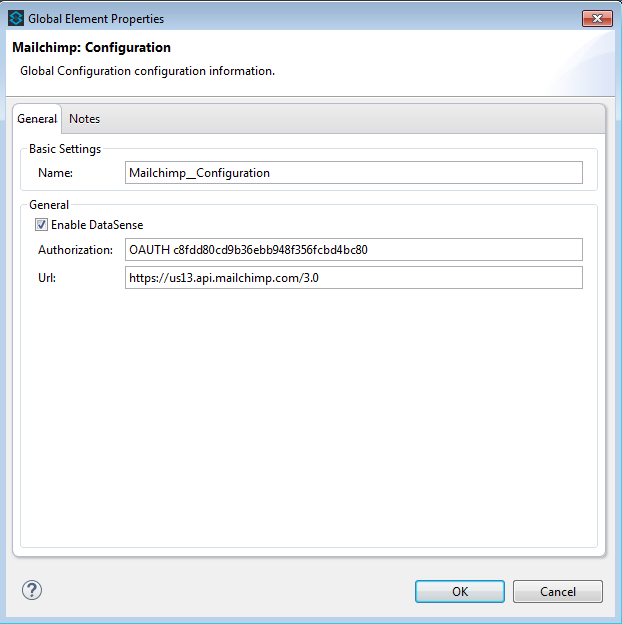 Global Element Properties
Mailchimp: Configuration
Global Configuration configuration information.
General Notes
Basic Settings
Name: Mailchimp__Configuration
General
Enable DataSense
Authorization: OAUTH c8fdd80cd9b36ebb948f356fcbd4bc80
Url: https://us13.api.mailchimp.com/3.0
? OK Cancel